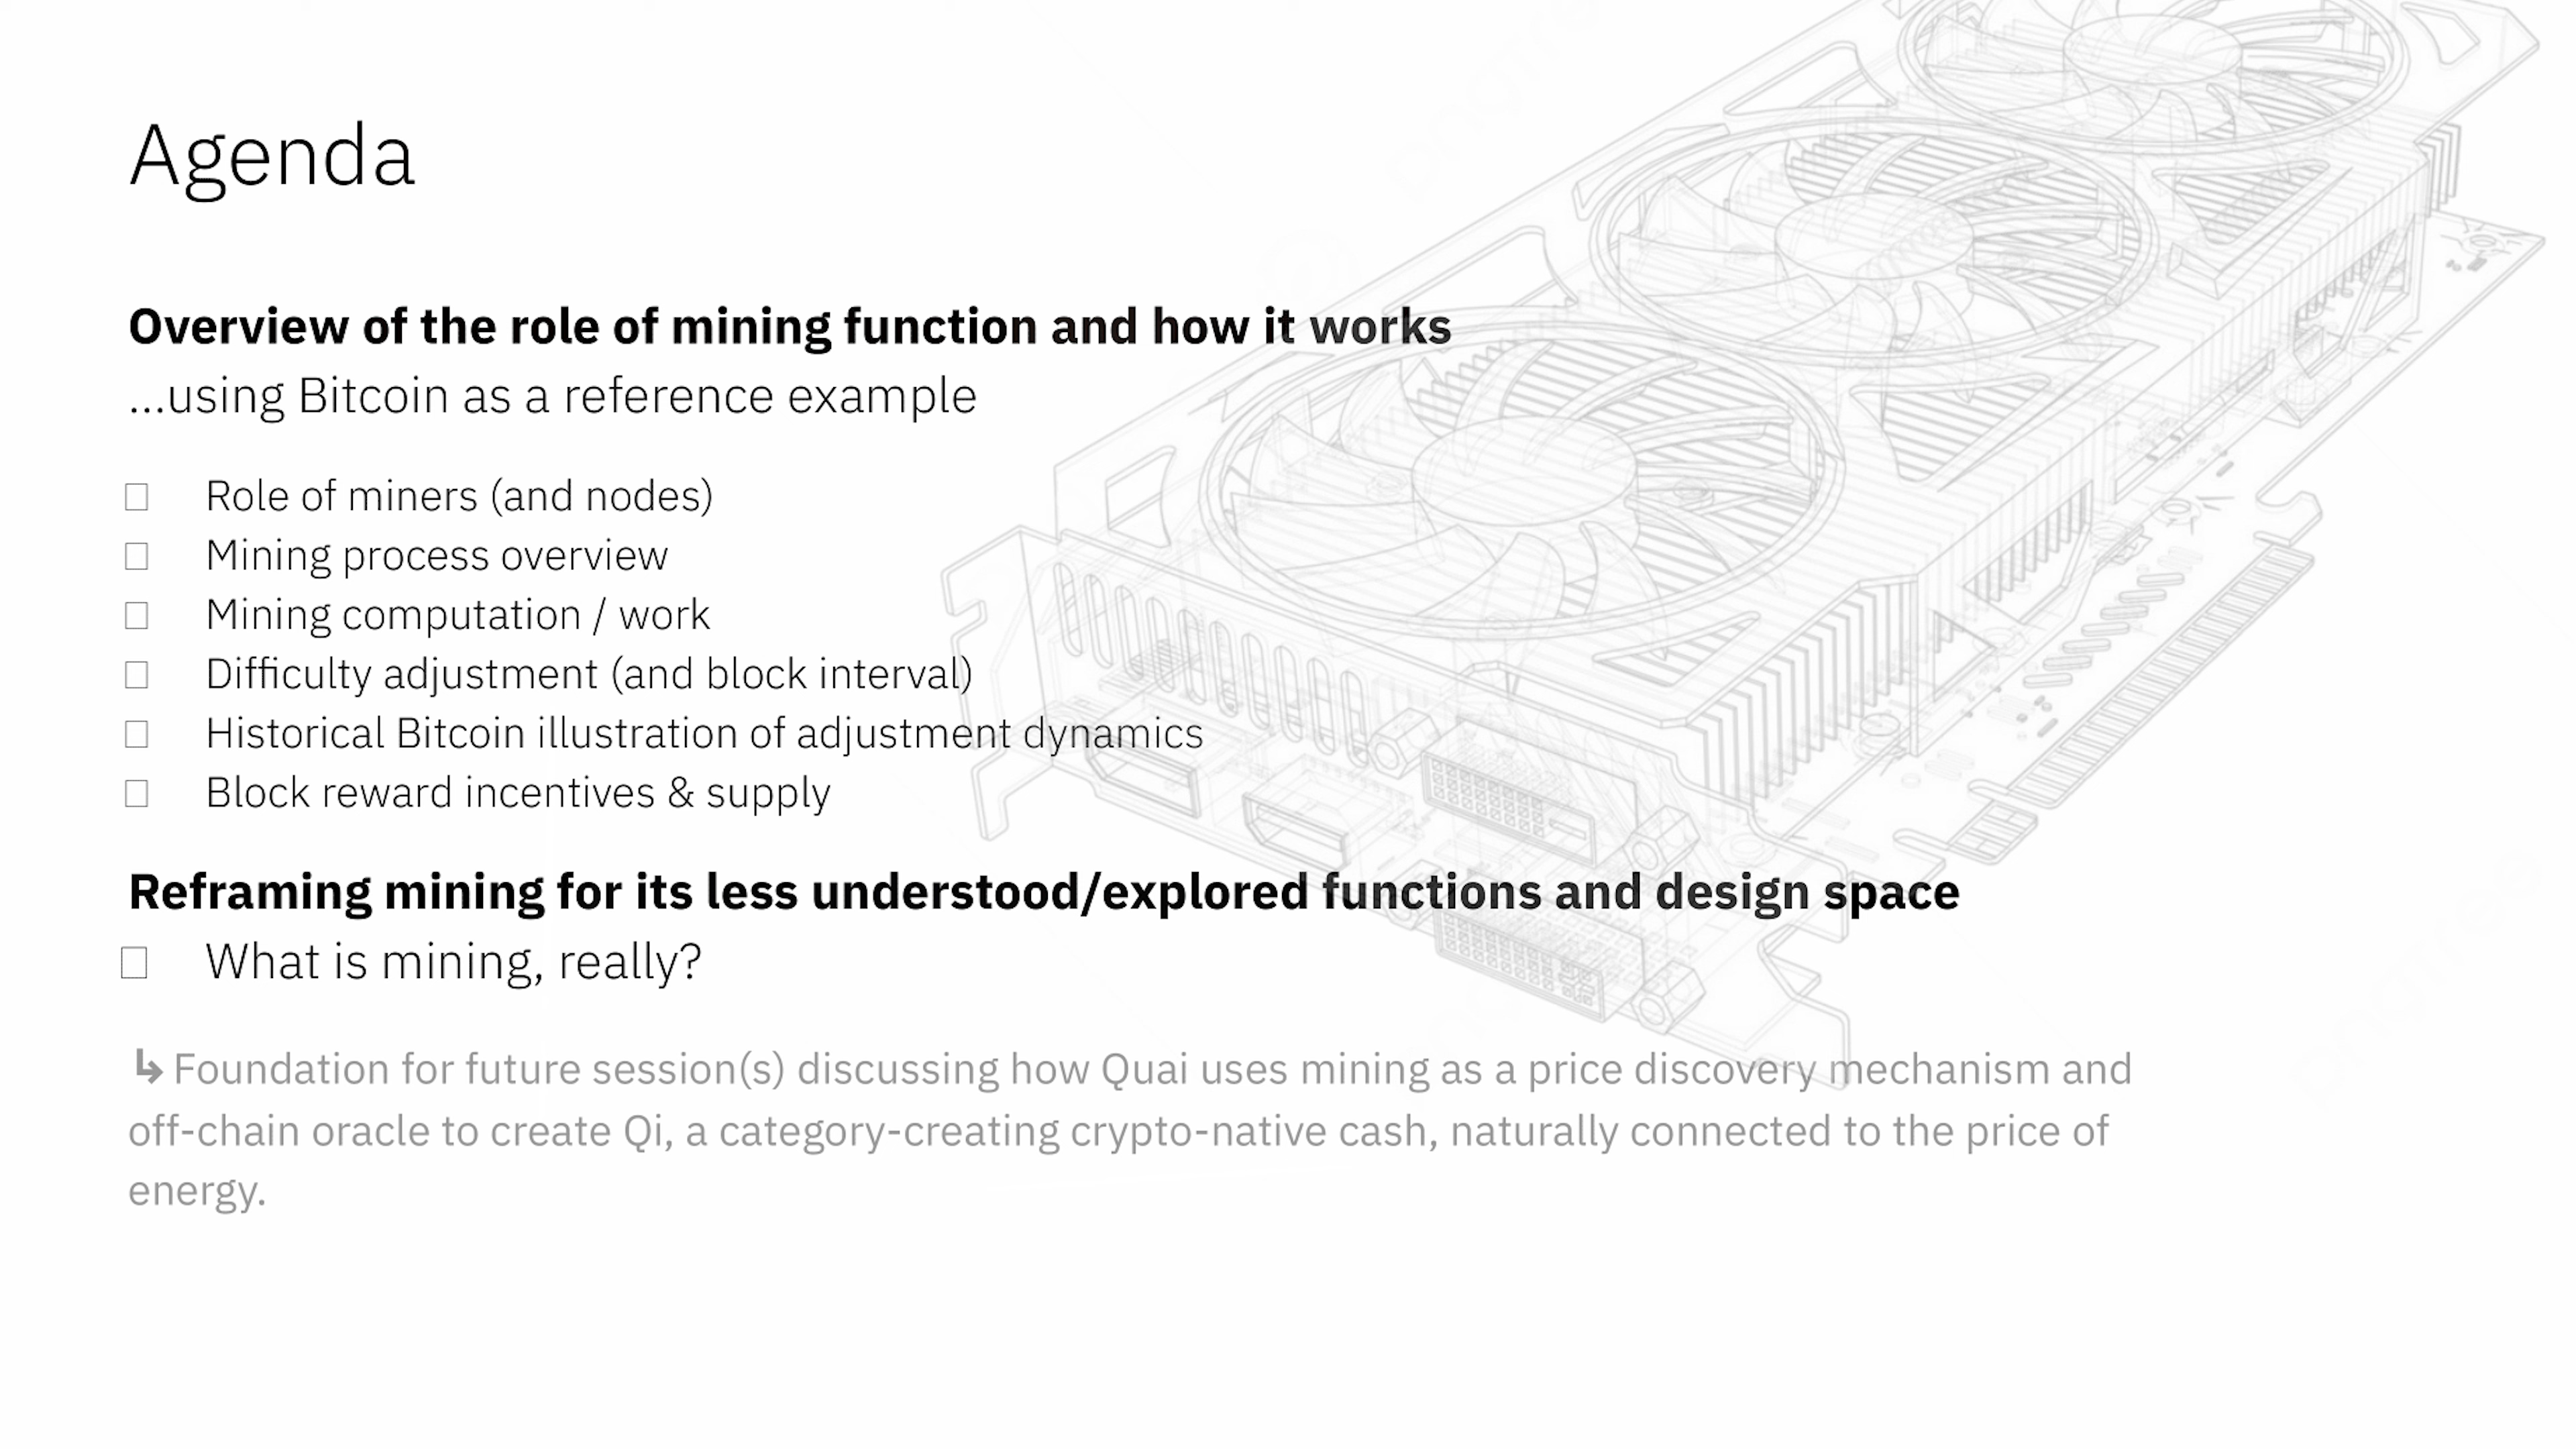 Agenda
Overview of the role of mining function and how it works
...using Bitcoin as a reference example
□ Role of miners (and nodes)
□ Mining process overview
□ Mining computation / work
□ Difficulty adjustment (and block interval)
□ Historical Bitcoin illustration of adjustment dynamics
□ Block reward incentives & supply
Reframing mining for its less understood/explored functions and design space
□ What is mining, really?
↳ Foundation for future session(s) discussing how Quai uses mining as a price discovery mechanism and
off-chain oracle to create Qi, a category-creating crypto-native cash, naturally connected to the price of
energy.